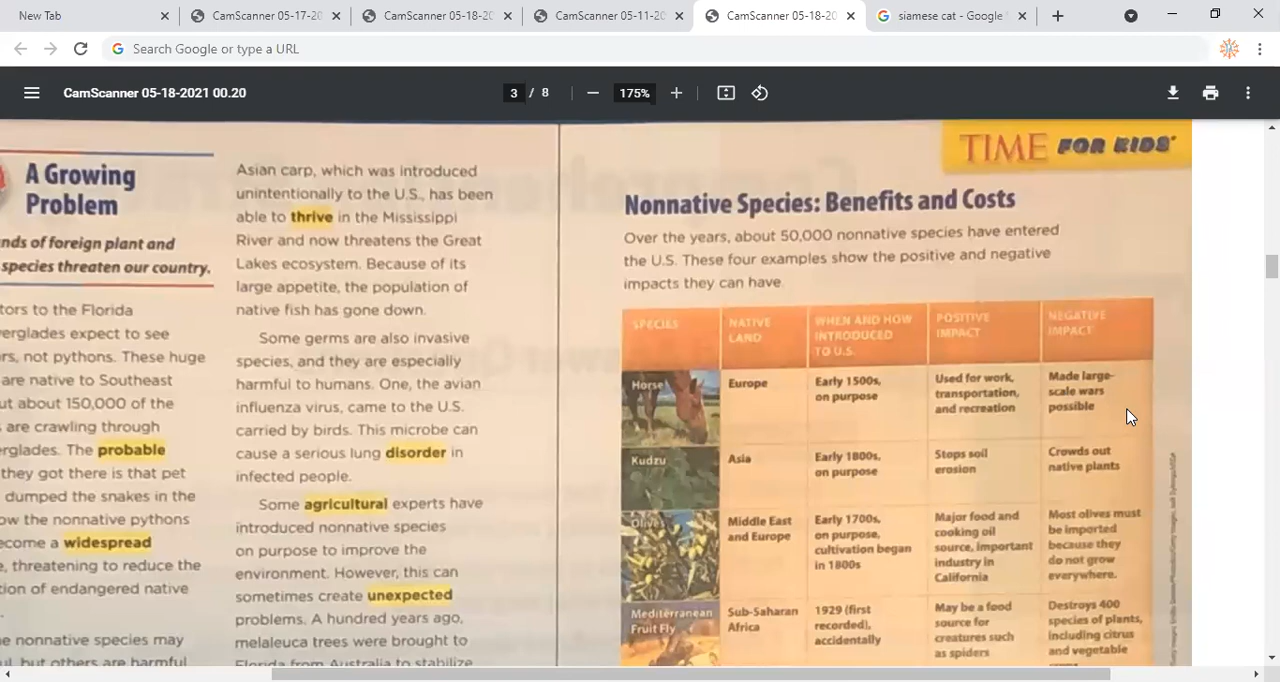 New Tab
CamScanner 05-17-20
CamScanner 05-18-20
CamScanner 05-11-20
CamScanner 05-18-20
siamese cat - Google
Search Google or type a URL
CamScanner 05-18-2021 00.20
3 / 8
175%
A Growing
Problem
nds of foreign plant and
species threaten our country.
tors to the Florida
verglades expect to see
rs, not pythons. These huge
are native to Southeast
ut about 150,000 of the
are crawling through
rglades. The probable
they got there is that pet
dumped the snakes in the
ow the nonnative pythons
ecome a widespread
e, threatening to reduce the
tion of endangered native
e nonnative species may
ul, but others are harmful
Asian carp, which was introduced
unintentionally to the U.S., has been
able to thrive in the Mississippi
River and now threatens the Great
Lakes ecosystem. Because of its
large appetite, the population of
native fish has gone down.
Some germs are also invasive
species, and they are especially
harmful to humans. One, the avian
influenza virus, came to the U.S.
carried by birds. This microbe can
cause a serious lung disorder in
infected people.
Some agricultural experts have
introduced nonnative species
on purpose to improve the
environment. However, this can
sometimes create unexpected
problems. A hundred years ago,
melaleuca trees were brought to
Florida from Australia to stabilize
TIME FOR KIDS
Nonnative Species: Benefits and Costs
Over the years, about 50,000 nonnative species have entered
the U.S. These four examples show the positive and negative
impacts they can have
SPECIES
NATIVE
LAND
WHEN AND HOW
INTRODUCED
TO U.S.
POSITIVE
IMPACT
NEGATIVE
IMPACT
Horse
Europe
Early 1500s,
on purpose
Used for work,
transportation,
and recreation
Made large-
scale wars
possible
Kudzu
Asia
Early 1800s,
on purpose
Stops soil
erosion
Crowds out
native plants
Olives
Middle East
and Europe
Early 1700s,
on purpose,
cultivation began
in 1800s
Major food and
cooking oil
source, important
industry in
California
Most olives must
be imported
because they
do not grow
everywhere.
Mediterranean
Fruit Fly
Sub-Saharan
Africa
1929 (first
recorded),
accidentally
May be a food
source for
creatures such
as spiders
Destroys 400
species of plants,
including citrus
and vegetable